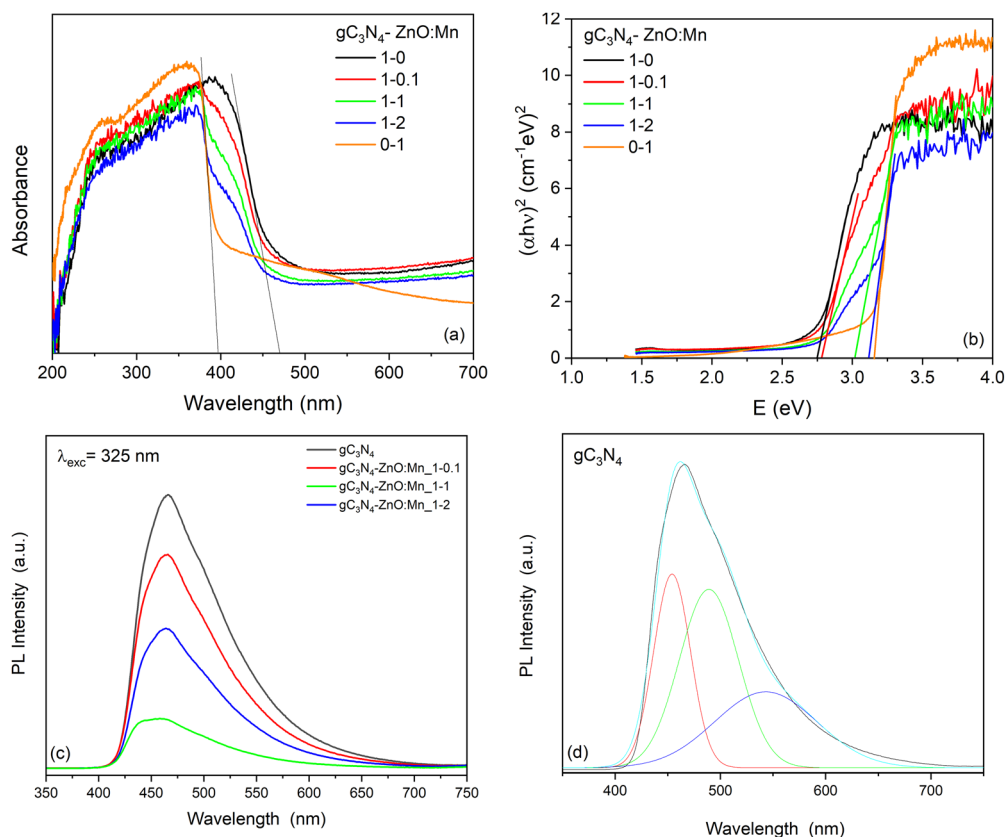 gC₃N₄- ZnO:Mn
1-0
1-0.1
1-1
1-2
0-1
Absorbance
(a)
200 300 400 500 600 700
Wavelength (nm)
gC₃N₄- ZnO:Mn
1-0
1-0.1
1-1
1-2
0-1
(αhν)² (cm⁻¹eV)²
12
10
8
6
4
2
0
(b)
1.0 1.5 2.0 2.5 3.0 3.5 4.0
E (eV)
λexc= 325 nm
gC₃N₄
gC₃N₄-ZnO:Mn_1-0.1
gC₃N₄-ZnO:Mn_1-1
gC₃N₄-ZnO:Mn_1-2
PL Intensity (a.u.)
(c)
350 400 450 500 550 600 650 700 750
Wavelength (nm)
gC₃N₄
PL Intensity (a.u.)
(d)
400 500 600 700
Wavelength (nm)